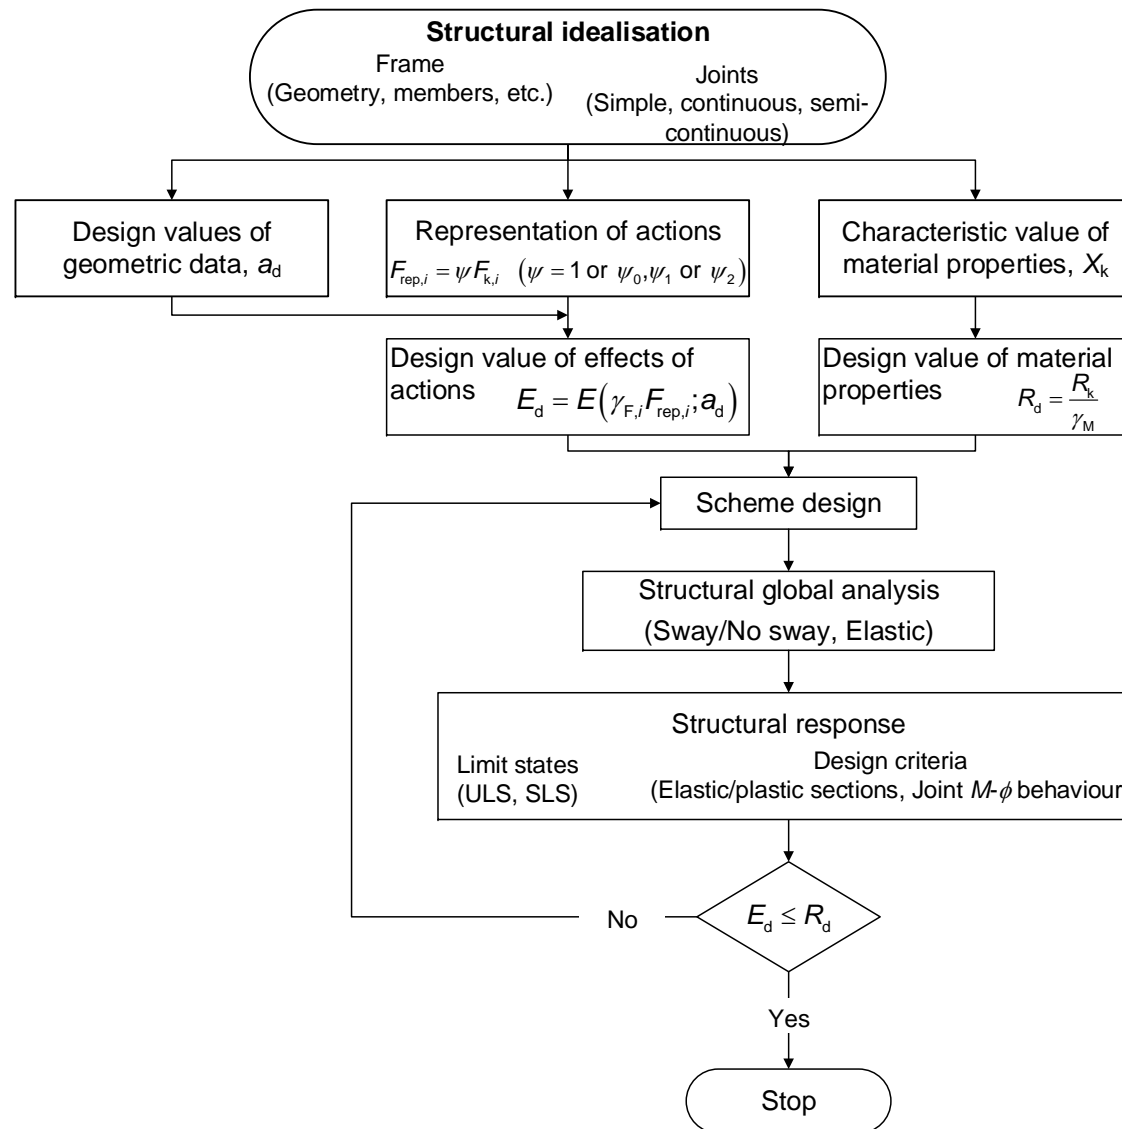 Structural idealisation
Frame
(Geometry, members, etc.)
Joints
(Simple, continuous, semi-
continuous)
Design values of
geometric data, a_d
Representation of actions
F_rep,i = ψF_k,i (ψ = 1 or ψ_0,ψ_1 or ψ_2)
Characteristic value of
material properties, X_k
Design value of effects of
actions E_d = E(γ_F,i F_rep,i; a_d)
Design value of material
properties R_d = R_k / γ_M
Scheme design
Structural global analysis
(Sway/No sway, Elastic)
Structural response
Limit states
(ULS, SLS)
Design criteria
(Elastic/plastic sections, Joint M-ϕ behaviour
E_d ≤ R_d
No
Yes
Stop